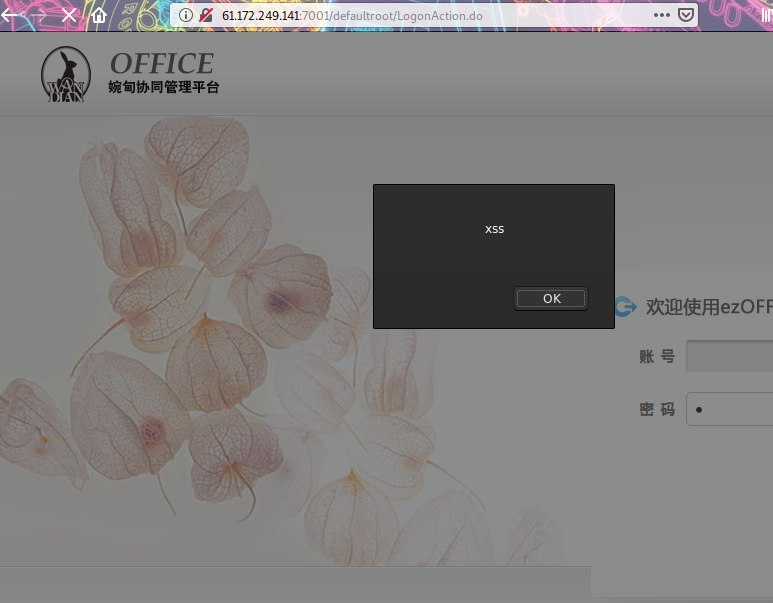 61.172.249.141:7001/defaultroot/LogonAction.do
WAN
DIAN
OFFICE
婉甸协同管理平台
xss
OK
欢迎使用ezOFF
账 号
密 码